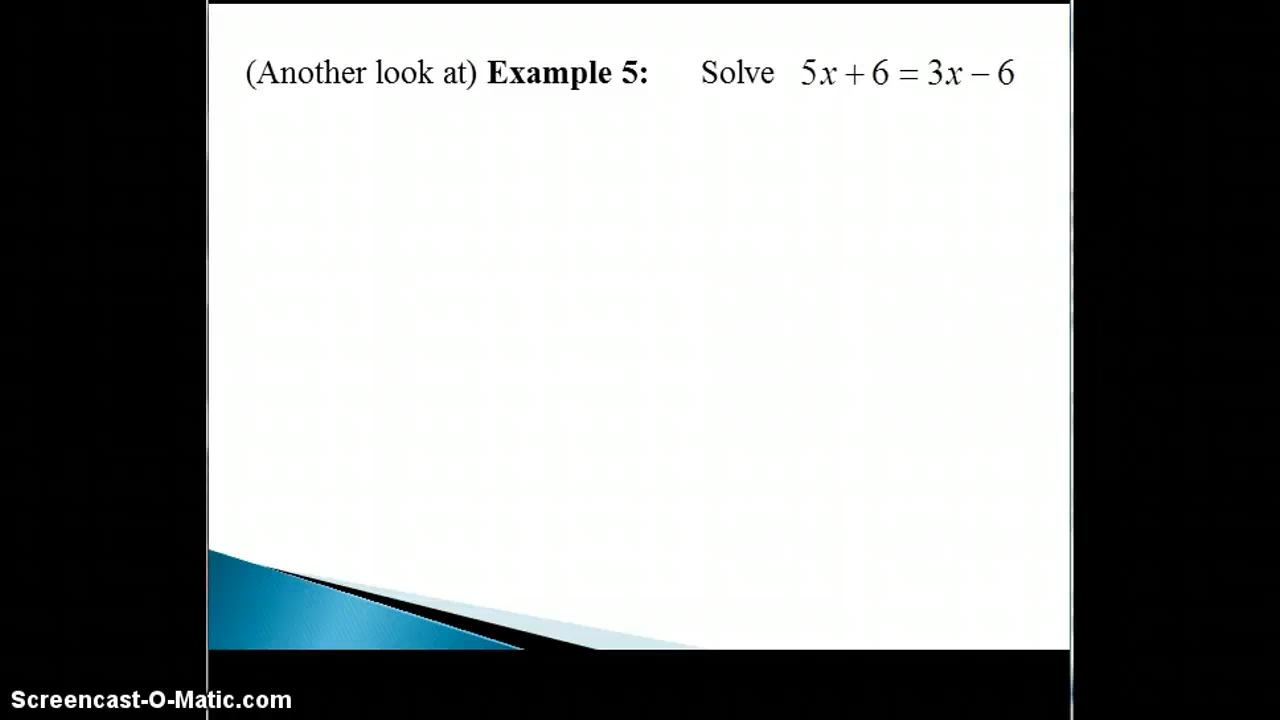 (Another look at) Example 5: Solve 5x + 6 = 3x − 6
Screencast-O-Matic.com